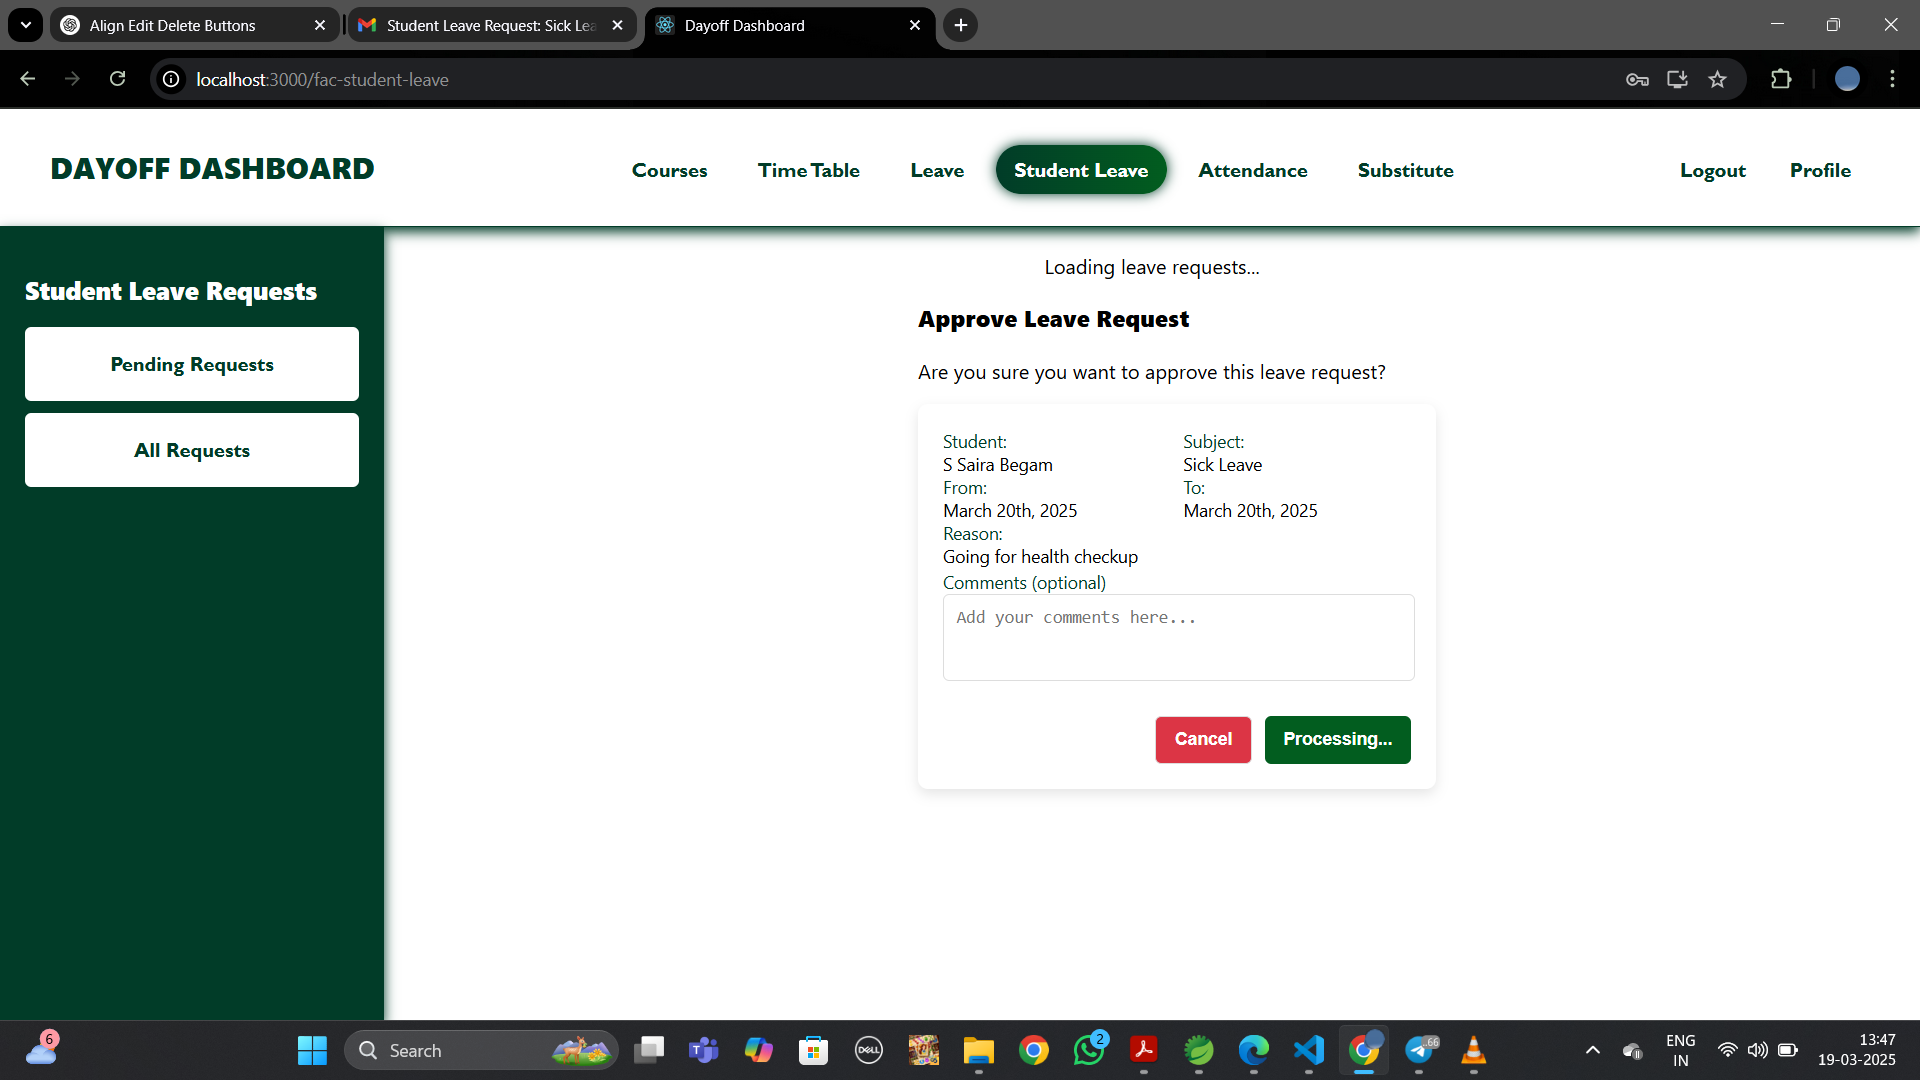 Align Edit Delete Buttons
Student Leave Request: Sick Lea
Dayoff Dashboard
localhost:3000/fac-student-leave
DAYOFF DASHBOARD
Courses
Time Table
Leave
Student Leave
Attendance
Substitute
Logout
Profile
Student Leave Requests
Pending Requests
All Requests
Loading leave requests...
Approve Leave Request
Are you sure you want to approve this leave request?
Student:
S Saira Begam
Subject:
Sick Leave
From:
March 20th, 2025
To:
March 20th, 2025
Reason:
Going for health checkup
Comments (optional)
Add your comments here...
Cancel
Processing...
6
Search
T
DELL
2
.66
ENG
IN
13:47
19-03-2025